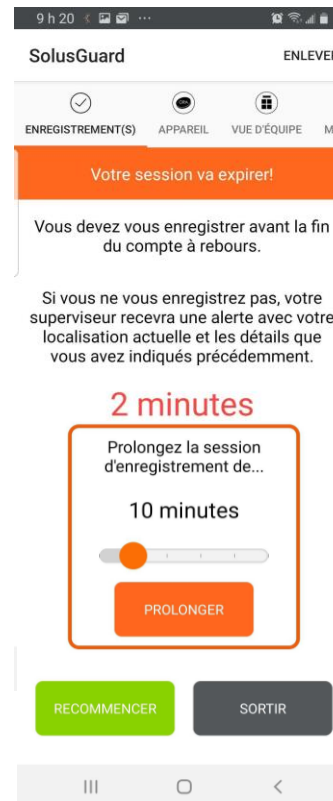 9 h 20
SolusGuard
ENLEVER
ENREGISTREMENT(S) APPAREIL VUE D'ÉQUIPE M
Votre session va expirer!
Vous devez vous enregistrer avant la fin
du compte à rebours.
Si vous ne vous enregistrez pas, votre
superviseur recevra une alerte avec votre
localisation actuelle et les détails que
vous avez indiqués précédemment.
2 minutes
Prolongez la session
d'enregistrement de...
10 minutes
PROLONGER
RECOMMENCER SORTIR